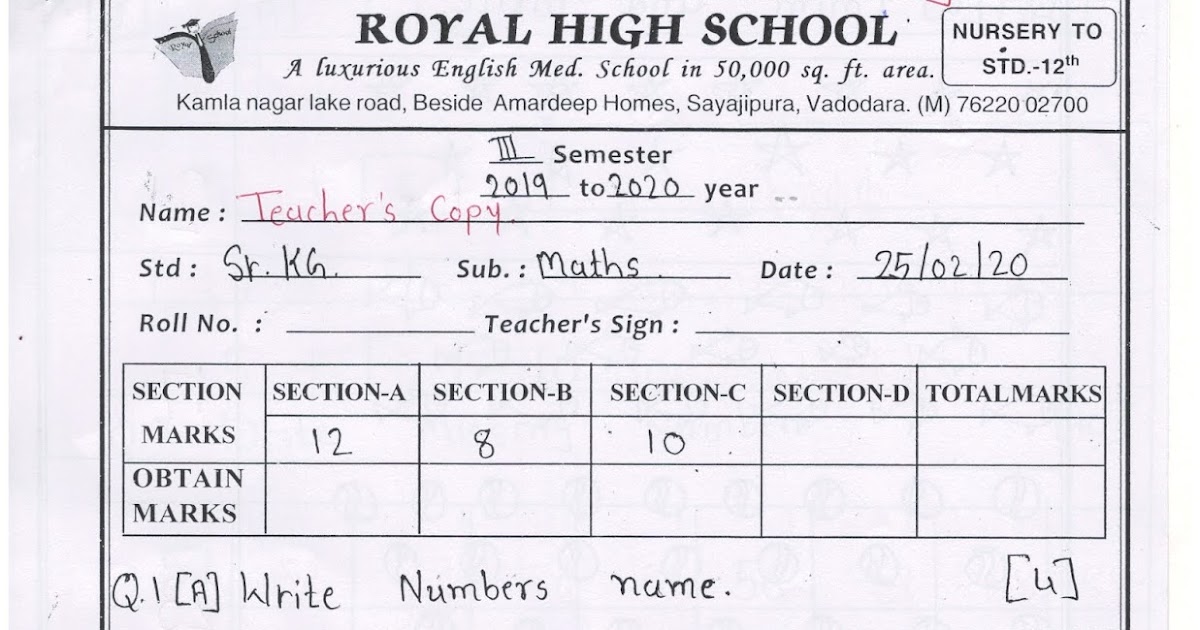 Royal School
ROYAL HIGH SCHOOL
A luxurious English Med. School in 50,000 sq. ft. area.
NURSERY TO
STD.-12th
Kamla nagar lake road, Beside Amardeep Homes, Sayajipura, Vadodara. (M) 76220 02700
III Semester
2019 to 2020 year
Name : Teacher's Copy.
Std : Sr. KG. Sub. : Maths Date : 25/02/20
Roll No. : Teacher's Sign :
SECTION SECTION-A SECTION-B SECTION-C SECTION-D TOTAL MARKS
MARKS 12 8 10
OBTAIN
MARKS
Q.1 [A] Write Numbers name. [4]